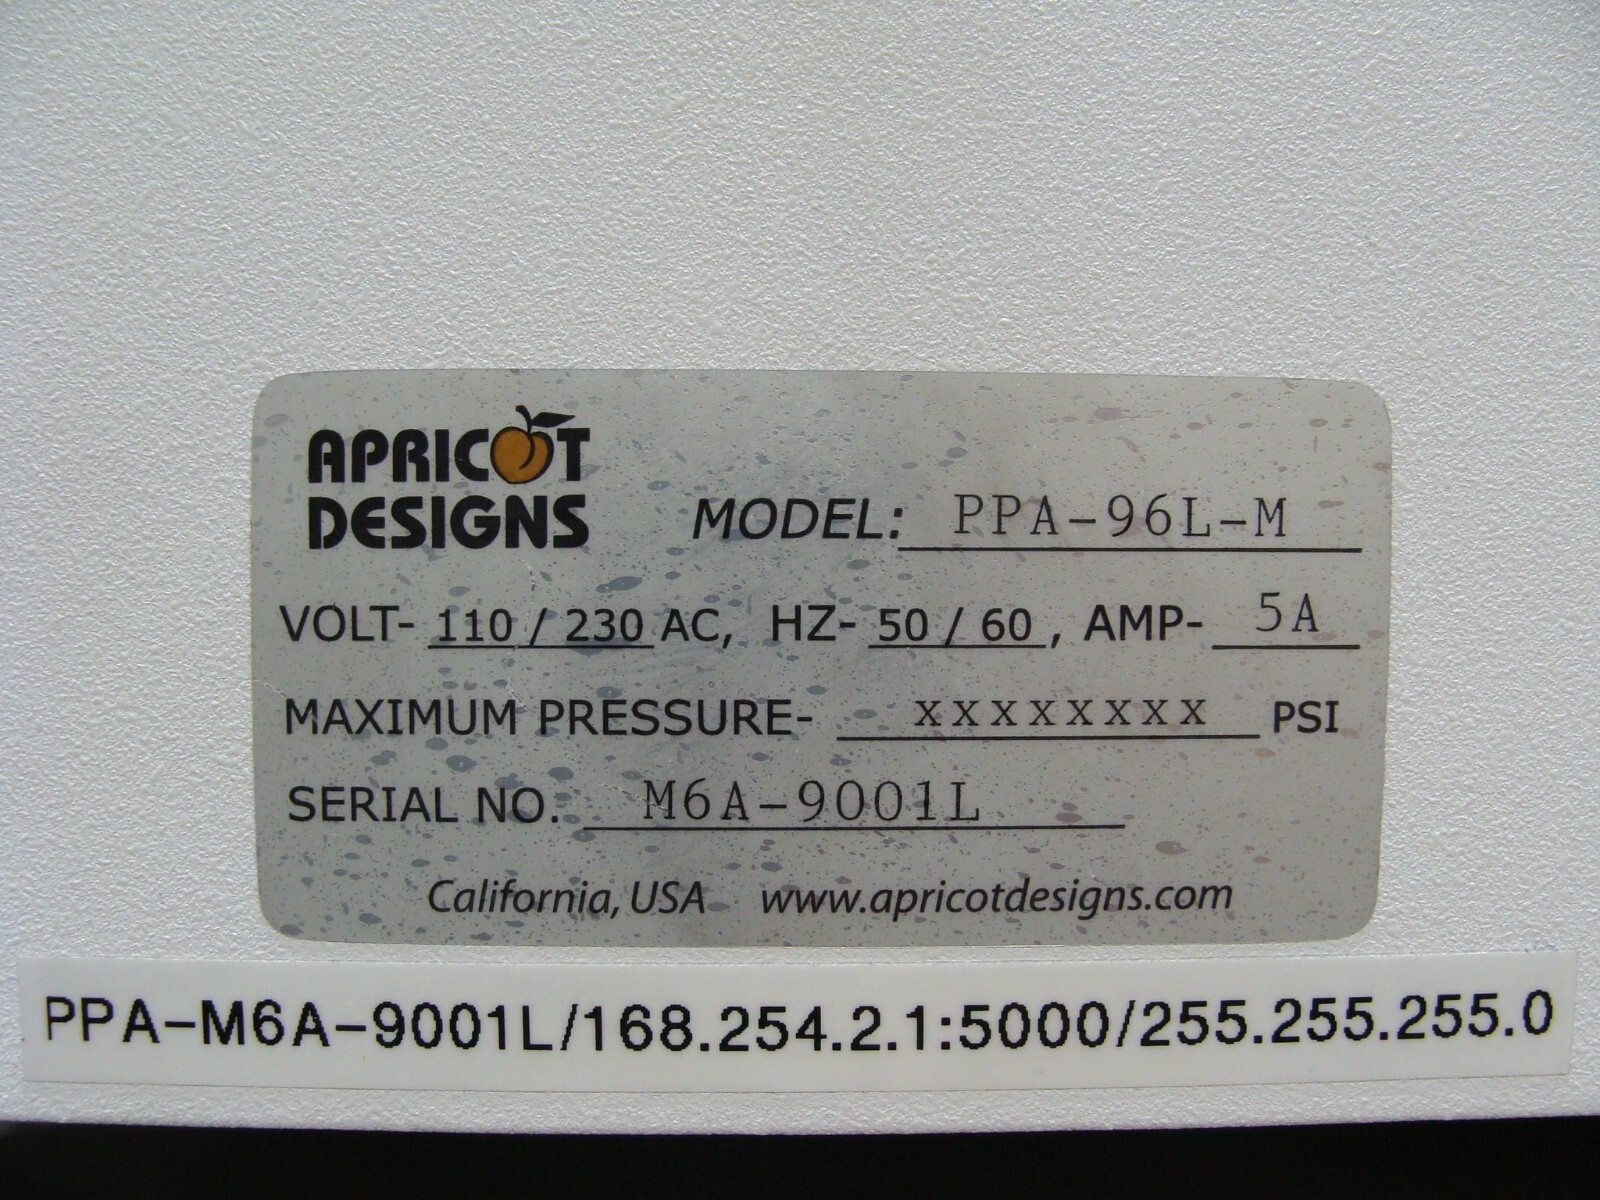 APRICOT
DESIGNS
MODEL: PPA-96L-M
VOLT- 110 / 230 AC, HZ- 50 / 60 , AMP- 5A
MAXIMUM PRESSURE- XXXXXXXX PSI
SERIAL NO. M6A-9001L
California, USA www.apricotdesigns.com
PPA-M6A-9001L/168.254.2.1:5000/255.255.255.0